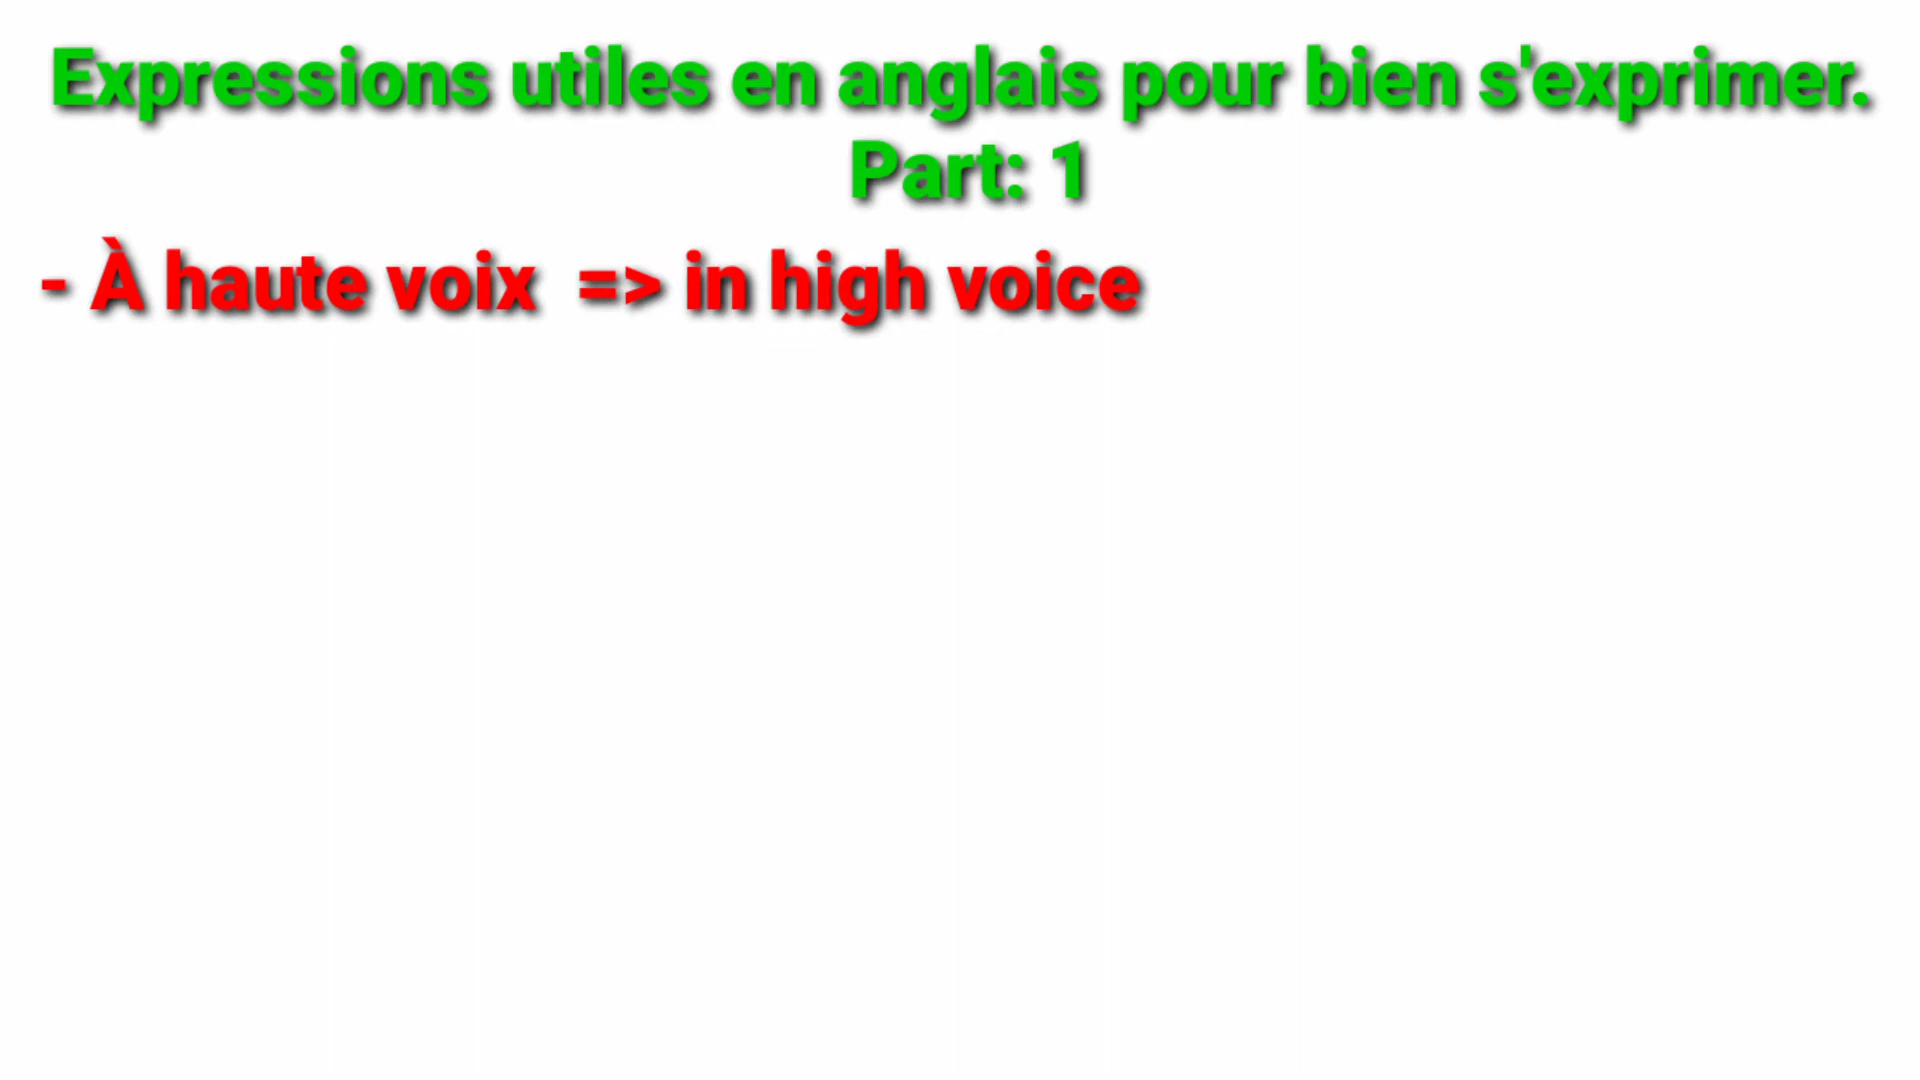 Expressions utiles en anglais pour bien s'exprimer.
Part: 1
- À haute voix => in high voice